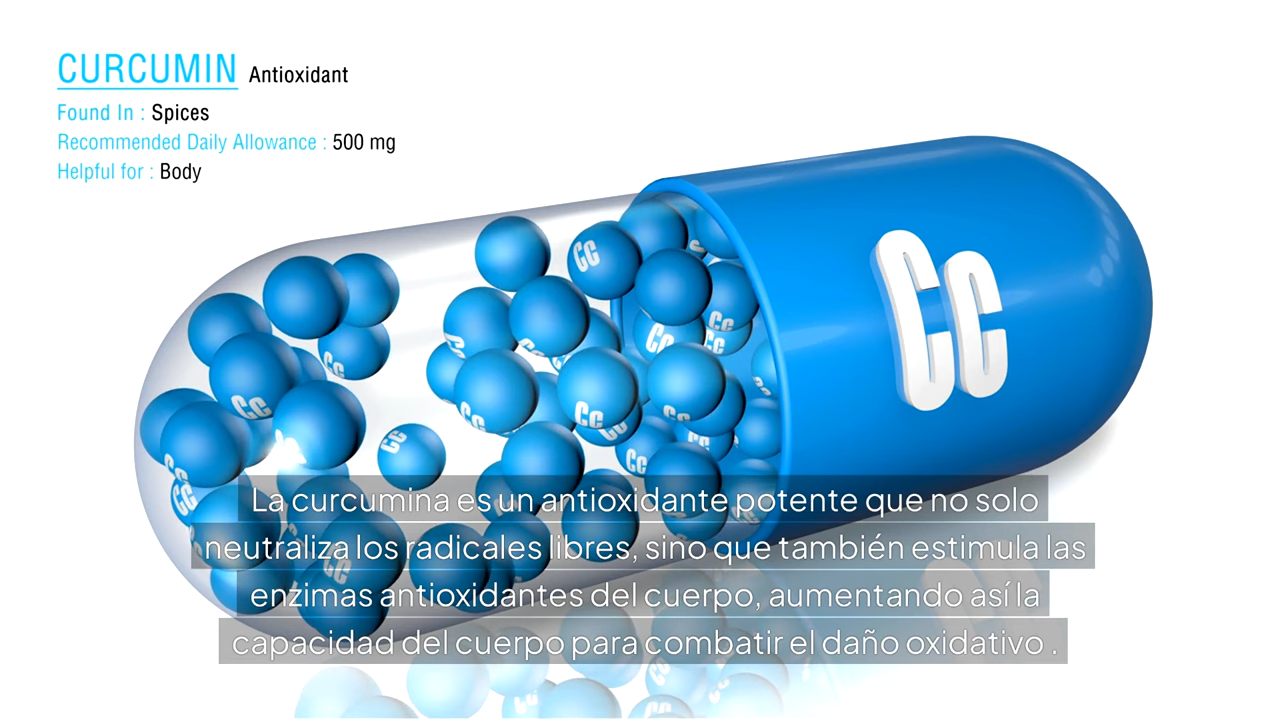 CURCUMIN Antioxidant
Found In : Spices
Recommended Daily Allowance : 500 mg
Helpful for : Body
Cc
La curcumina es un antioxidante potente que no solo
neutraliza los radicales libres, sino que también estimula las
enzimas antioxidantes del cuerpo, aumentando así la
capacidad del cuerpo para combatir el daño oxidativo .